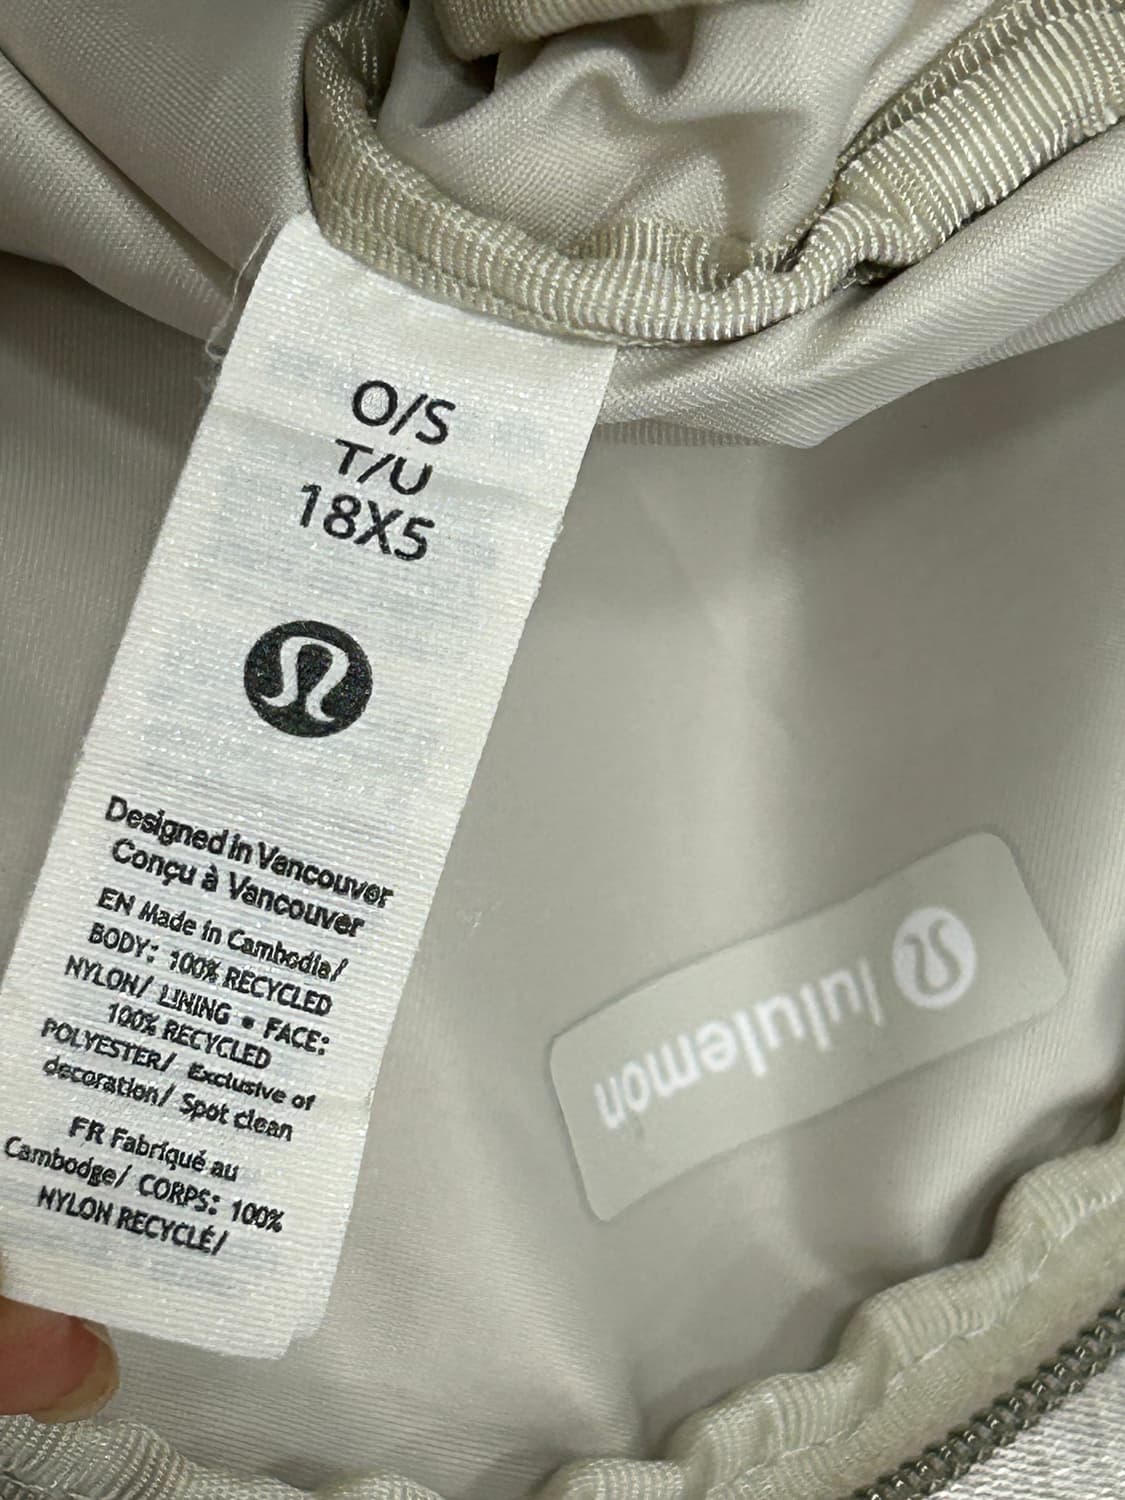 O/S
T/U
18X5
Designed in Vancouver
Conçu à Vancouver
EN Made in Cambodia/
BODY: 100% RECYCLED
NYLON/ LINING • FACE:
100% RECYCLED
POLYESTER/ Exclusive of
decoration/ Spot clean
FR Fabriqué au
Cambodge/ CORPS: 100%
NYLON RECYCLÉ/
lululemon